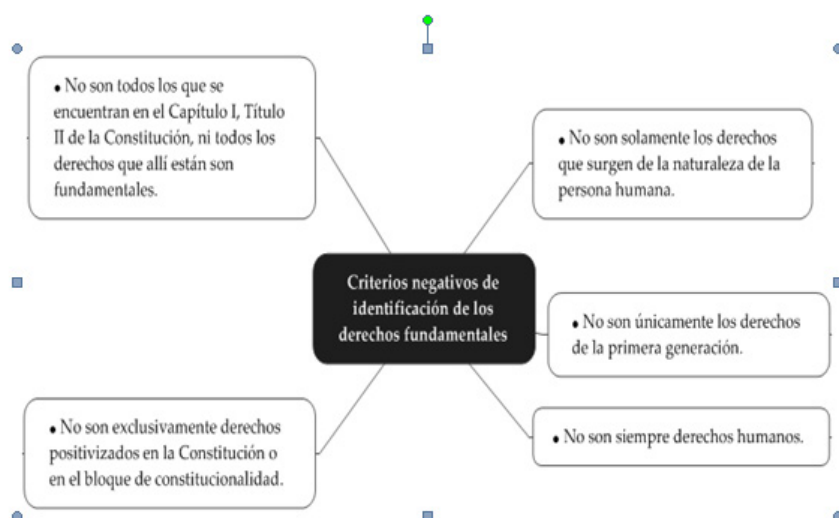 • No son todos los que se
encuentran en el Capítulo I, Título
II de la Constitución, ni todos los
derechos que allí están son
fundamentales.
• No son solamente los derechos
que surgen de la naturaleza de la
persona humana.
Criterios negativos de
identificación de los
derechos fundamentales
• No son únicamente los derechos
de la primera generación.
• No son exclusivamente derechos
positivizados en la Constitución o
en el bloque de constitucionalidad.
• No son siempre derechos humanos.